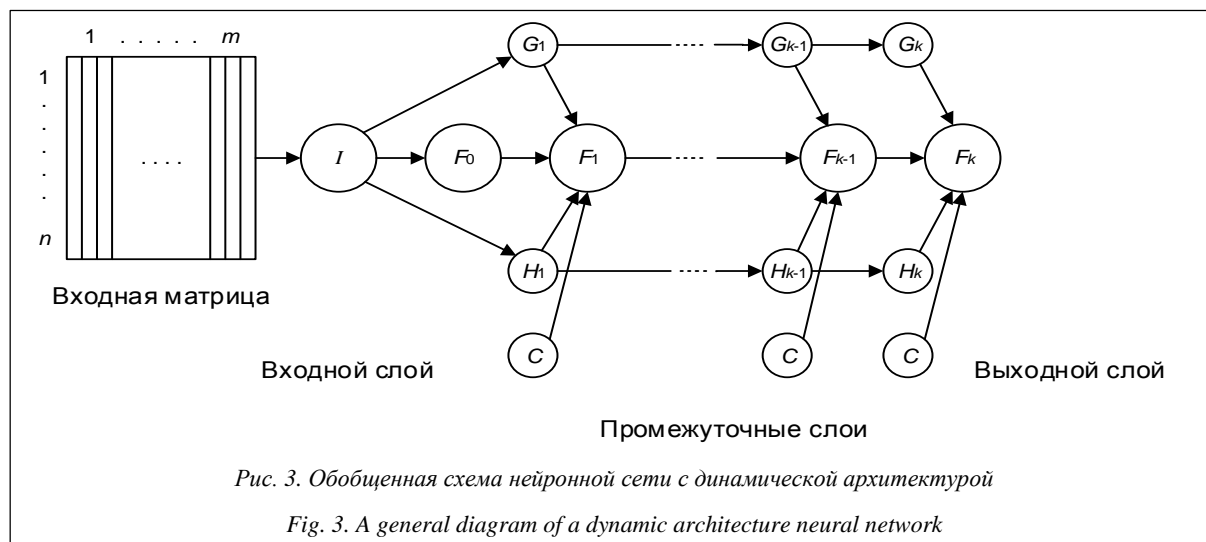 1 . . . . . m
G1 ---- Gk-1 Gk
1
.
.
.
.
.
.
n
. . . .
I F0 F1 ---- Fk-1 Fk
H1 ---- Hk-1 Hk
Входная матрица
C C C
Входной слой
Выходной слой
Промежуточные слои
Рис. 3. Обобщенная схема нейронной сети с динамической архитектурой
Fig. 3. A general diagram of a dynamic architecture neural network